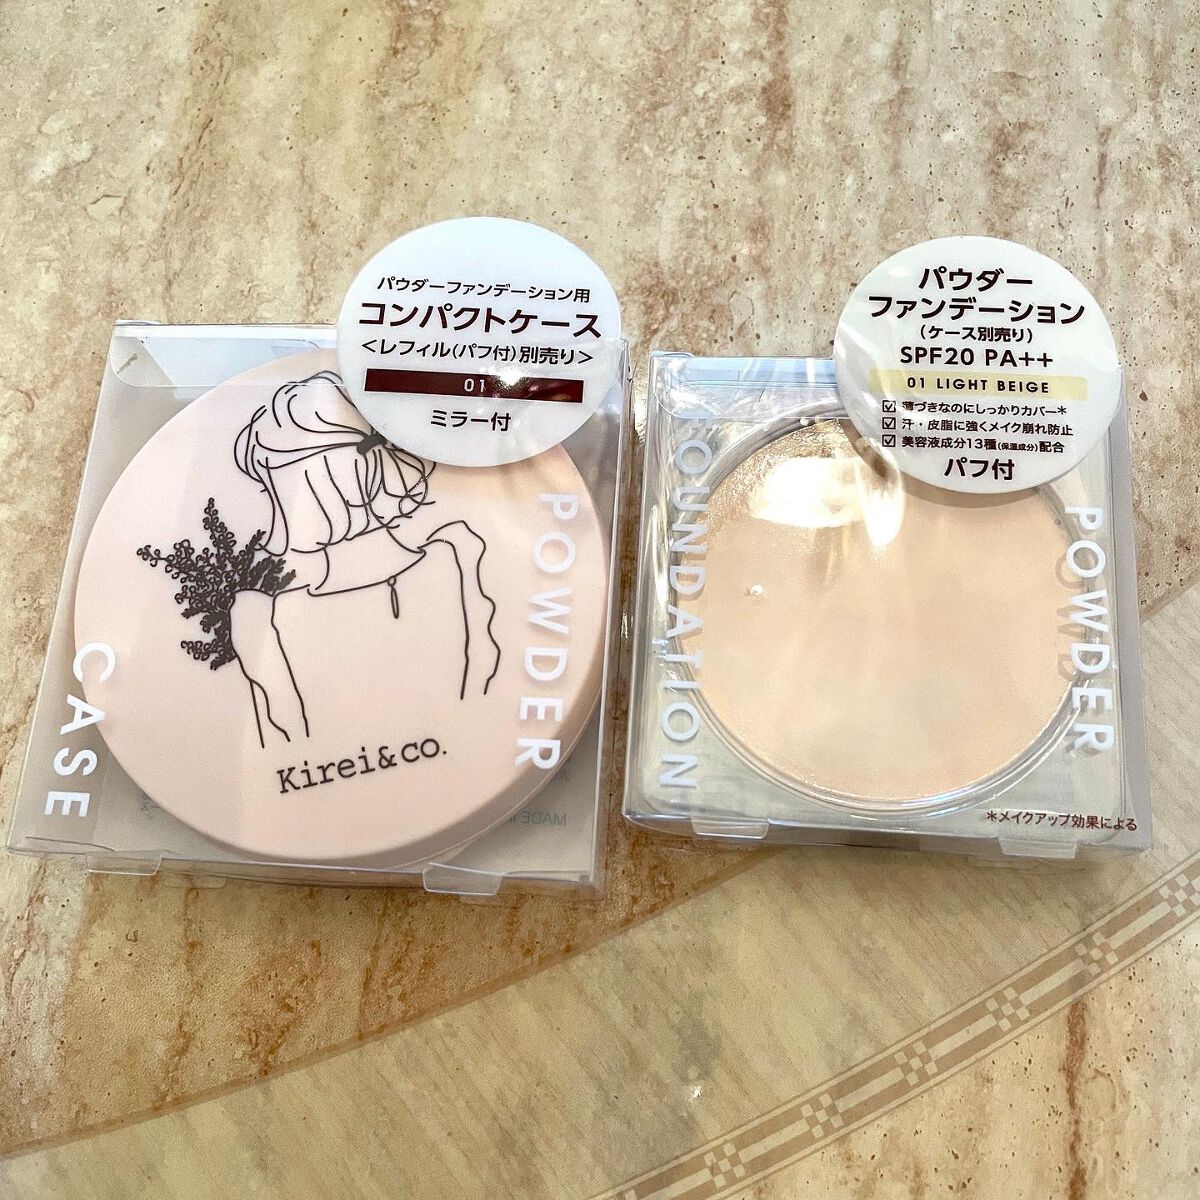 パウダーファンデーション用
コンパクトケース
<レフィル(パフ付)別売り>
01
ミラー付
POWDER
CASE
Kirei&co.
MADE I
パウダー
ファンデーション
(ケース別売り)
SPF20 PA++
01 LIGHT BEIGE
☑ 薄づきなのにしっかりカバー*
☑ 汗・皮脂に強くメイク崩れ防止
☑ 美容液成分13種(保湿成分)配合
パフ付
POWDER
FOUNDATION
*メイクアップ効果による